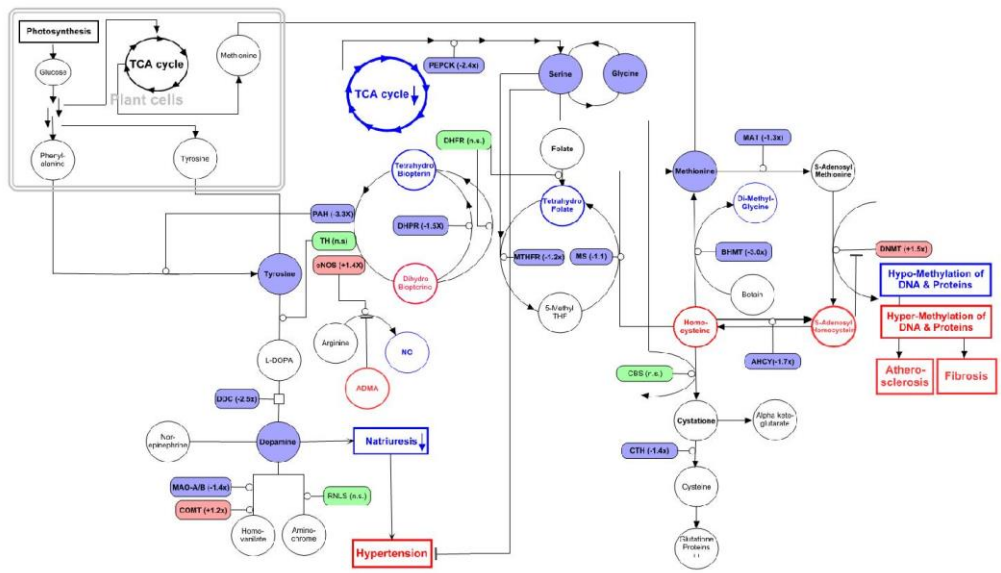 Photosynthesis
Glucose
TCA cycle
Methionine
Plant cells
Phenyl-
alanine
Tyrosine
TCA cycle
PEPCK (-2.4x)
Serine
Glycine
DHFR (n.s.)
Folate
MAT (-1.3x)
Methionine
S-Adenosyl
Methionine
Tetrahydro
Biopterin
Tetrahydro
Folate
Di-Methyl-
Glycine
PAH (-3.3X)
DHPR (-1.5X)
TH (n.s)
eNOS (+1.4X)
Tyrosine
Dihydro
Biopterine
MTHFR (-1.2x)
MS (-1.1)
BHMT (-3.0x)
DNMT (+1.5x)
Hypo-Methylation of
DNA & Proteins
5-Methyl
THF
Betain
Hyper-Methylation of
DNA & Proteins
Homo-
cysteine
S-Adenosyl
Homocystein
Arginine
NO
L-DOPA
ADMA
AHCY(-1.7x)
CBS (n.s.)
Athero-
sclerosis
Fibrosis
DDC (-2.5x)
Cystatione
Alpha keto-
glutarate
Nor-
epinephrine
Dopamine
Natriuresis
CTH (-1.4x)
Cysteine
MAO-A/B (-1.4x)
RNLS (n.s.)
COMT (+1.2x)
Homo-
vanillate
Amino-
chrome
Hypertension
Glutatione
Proteins